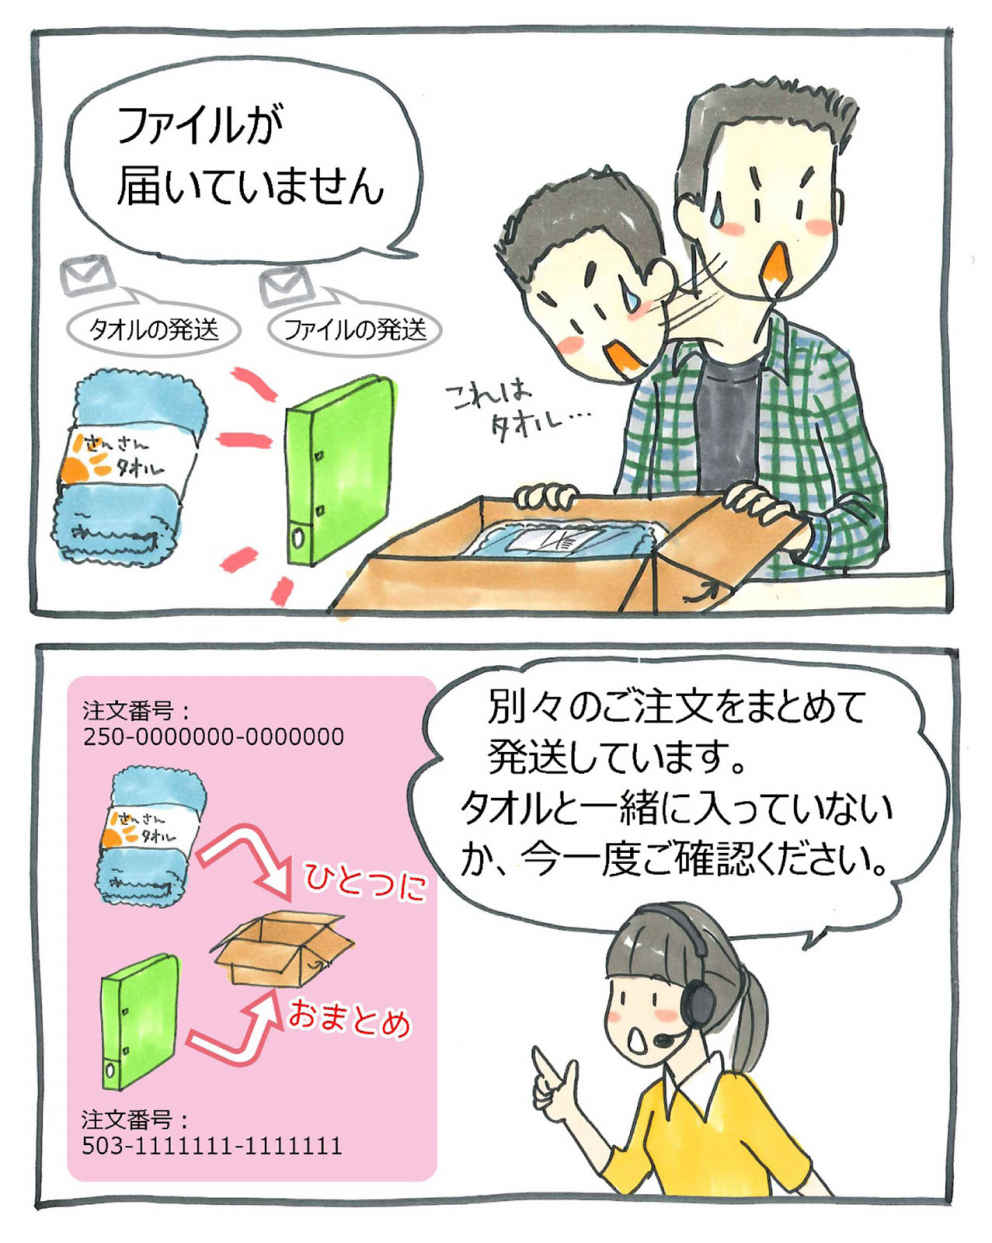 ファイルが
届いていません
タオルの発送
ファイルの発送
さんさん
タオル
これは
タオル…
注文番号：
250-0000000-0000000
さんさん
タオル
ひとつに
おまとめ
注文番号：
503-1111111-1111111
別々のご注文をまとめて
発送しています。
タオルと一緒に入っていない
か、今一度ご確認ください。